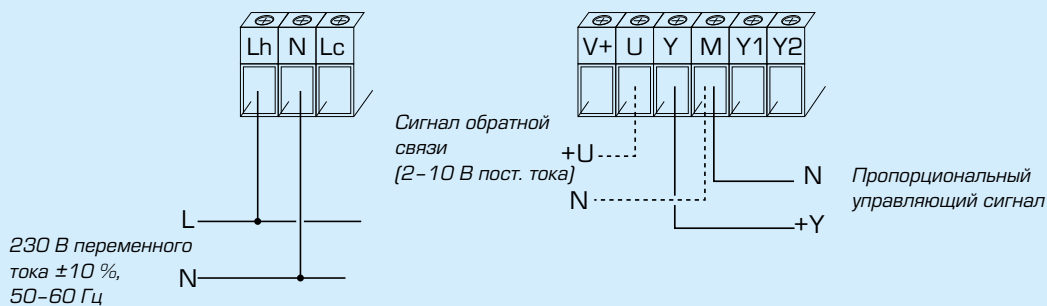 Lh N Lc
V+ U Y M Y1 Y2
Сигнал обратной
связи
(2–10 В пост. тока)
+U
N
N
+Y
Пропорциональный
управляющий сигнал
L
N
230 В переменного
тока ±10 %,
50–60 Гц